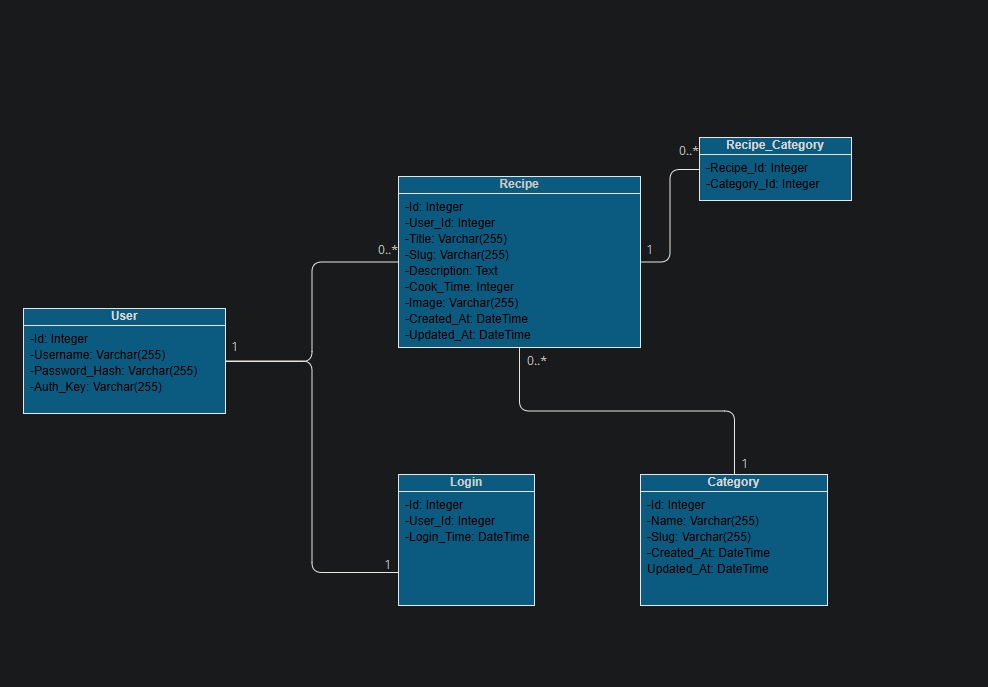 Recipe_Category
0..*
-Recipe_Id: Integer
-Category_Id: Integer
Recipe
-Id: Integer
-User_Id: Integer
-Title: Varchar(255)
-Slug: Varchar(255)
-Description: Text
-Cook_Time: Integer
-Image: Varchar(255)
-Created_At: DateTime
-Updated_At: DateTime
0..*
1
0..*
User
-Id: Integer
-Username: Varchar(255)
-Password_Hash: Varchar(255)
-Auth_Key: Varchar(255)
1
Login
-Id: Integer
-User_Id: Integer
-Login_Time: DateTime
1
1
Category
-Id: Integer
-Name: Varchar(255)
-Slug: Varchar(255)
-Created_At: DateTime
Updated_At: DateTime